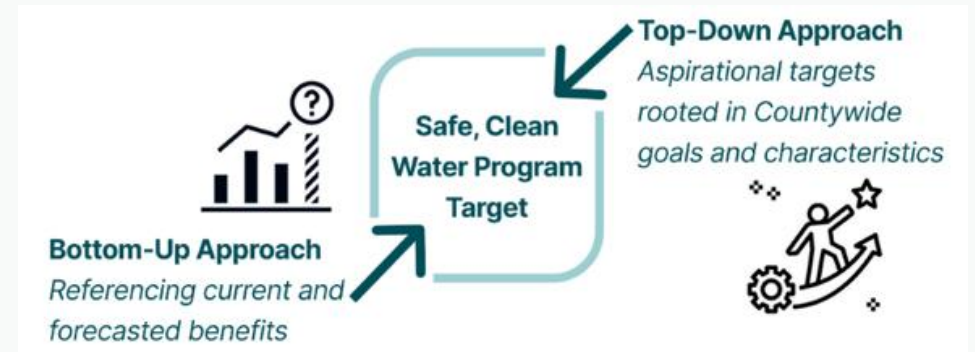 Top-Down Approach
Aspirational targets
rooted in Countywide
goals and characteristics
Safe, Clean
Water Program
Target
?
Bottom-Up Approach
Referencing current and
forecasted benefits